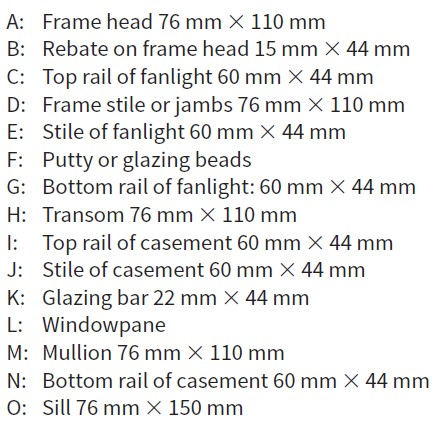 A: Frame head 76 mm × 110 mm
B: Rebate on frame head 15 mm × 44 mm
C: Top rail of fanlight 60 mm × 44 mm
D: Frame stile or jambs 76 mm × 110 mm
E: Stile of fanlight 60 mm × 44 mm
F: Putty or glazing beads
G: Bottom rail of fanlight: 60 mm × 44 mm
H: Transom 76 mm × 110 mm
I: Top rail of casement 60 mm × 44 mm
J: Stile of casement 60 mm × 44 mm
K: Glazing bar 22 mm × 44 mm
L: Windowpane
M: Mullion 76 mm × 110 mm
N: Bottom rail of casement 60 mm × 44 mm
O: Sill 76 mm × 150 mm